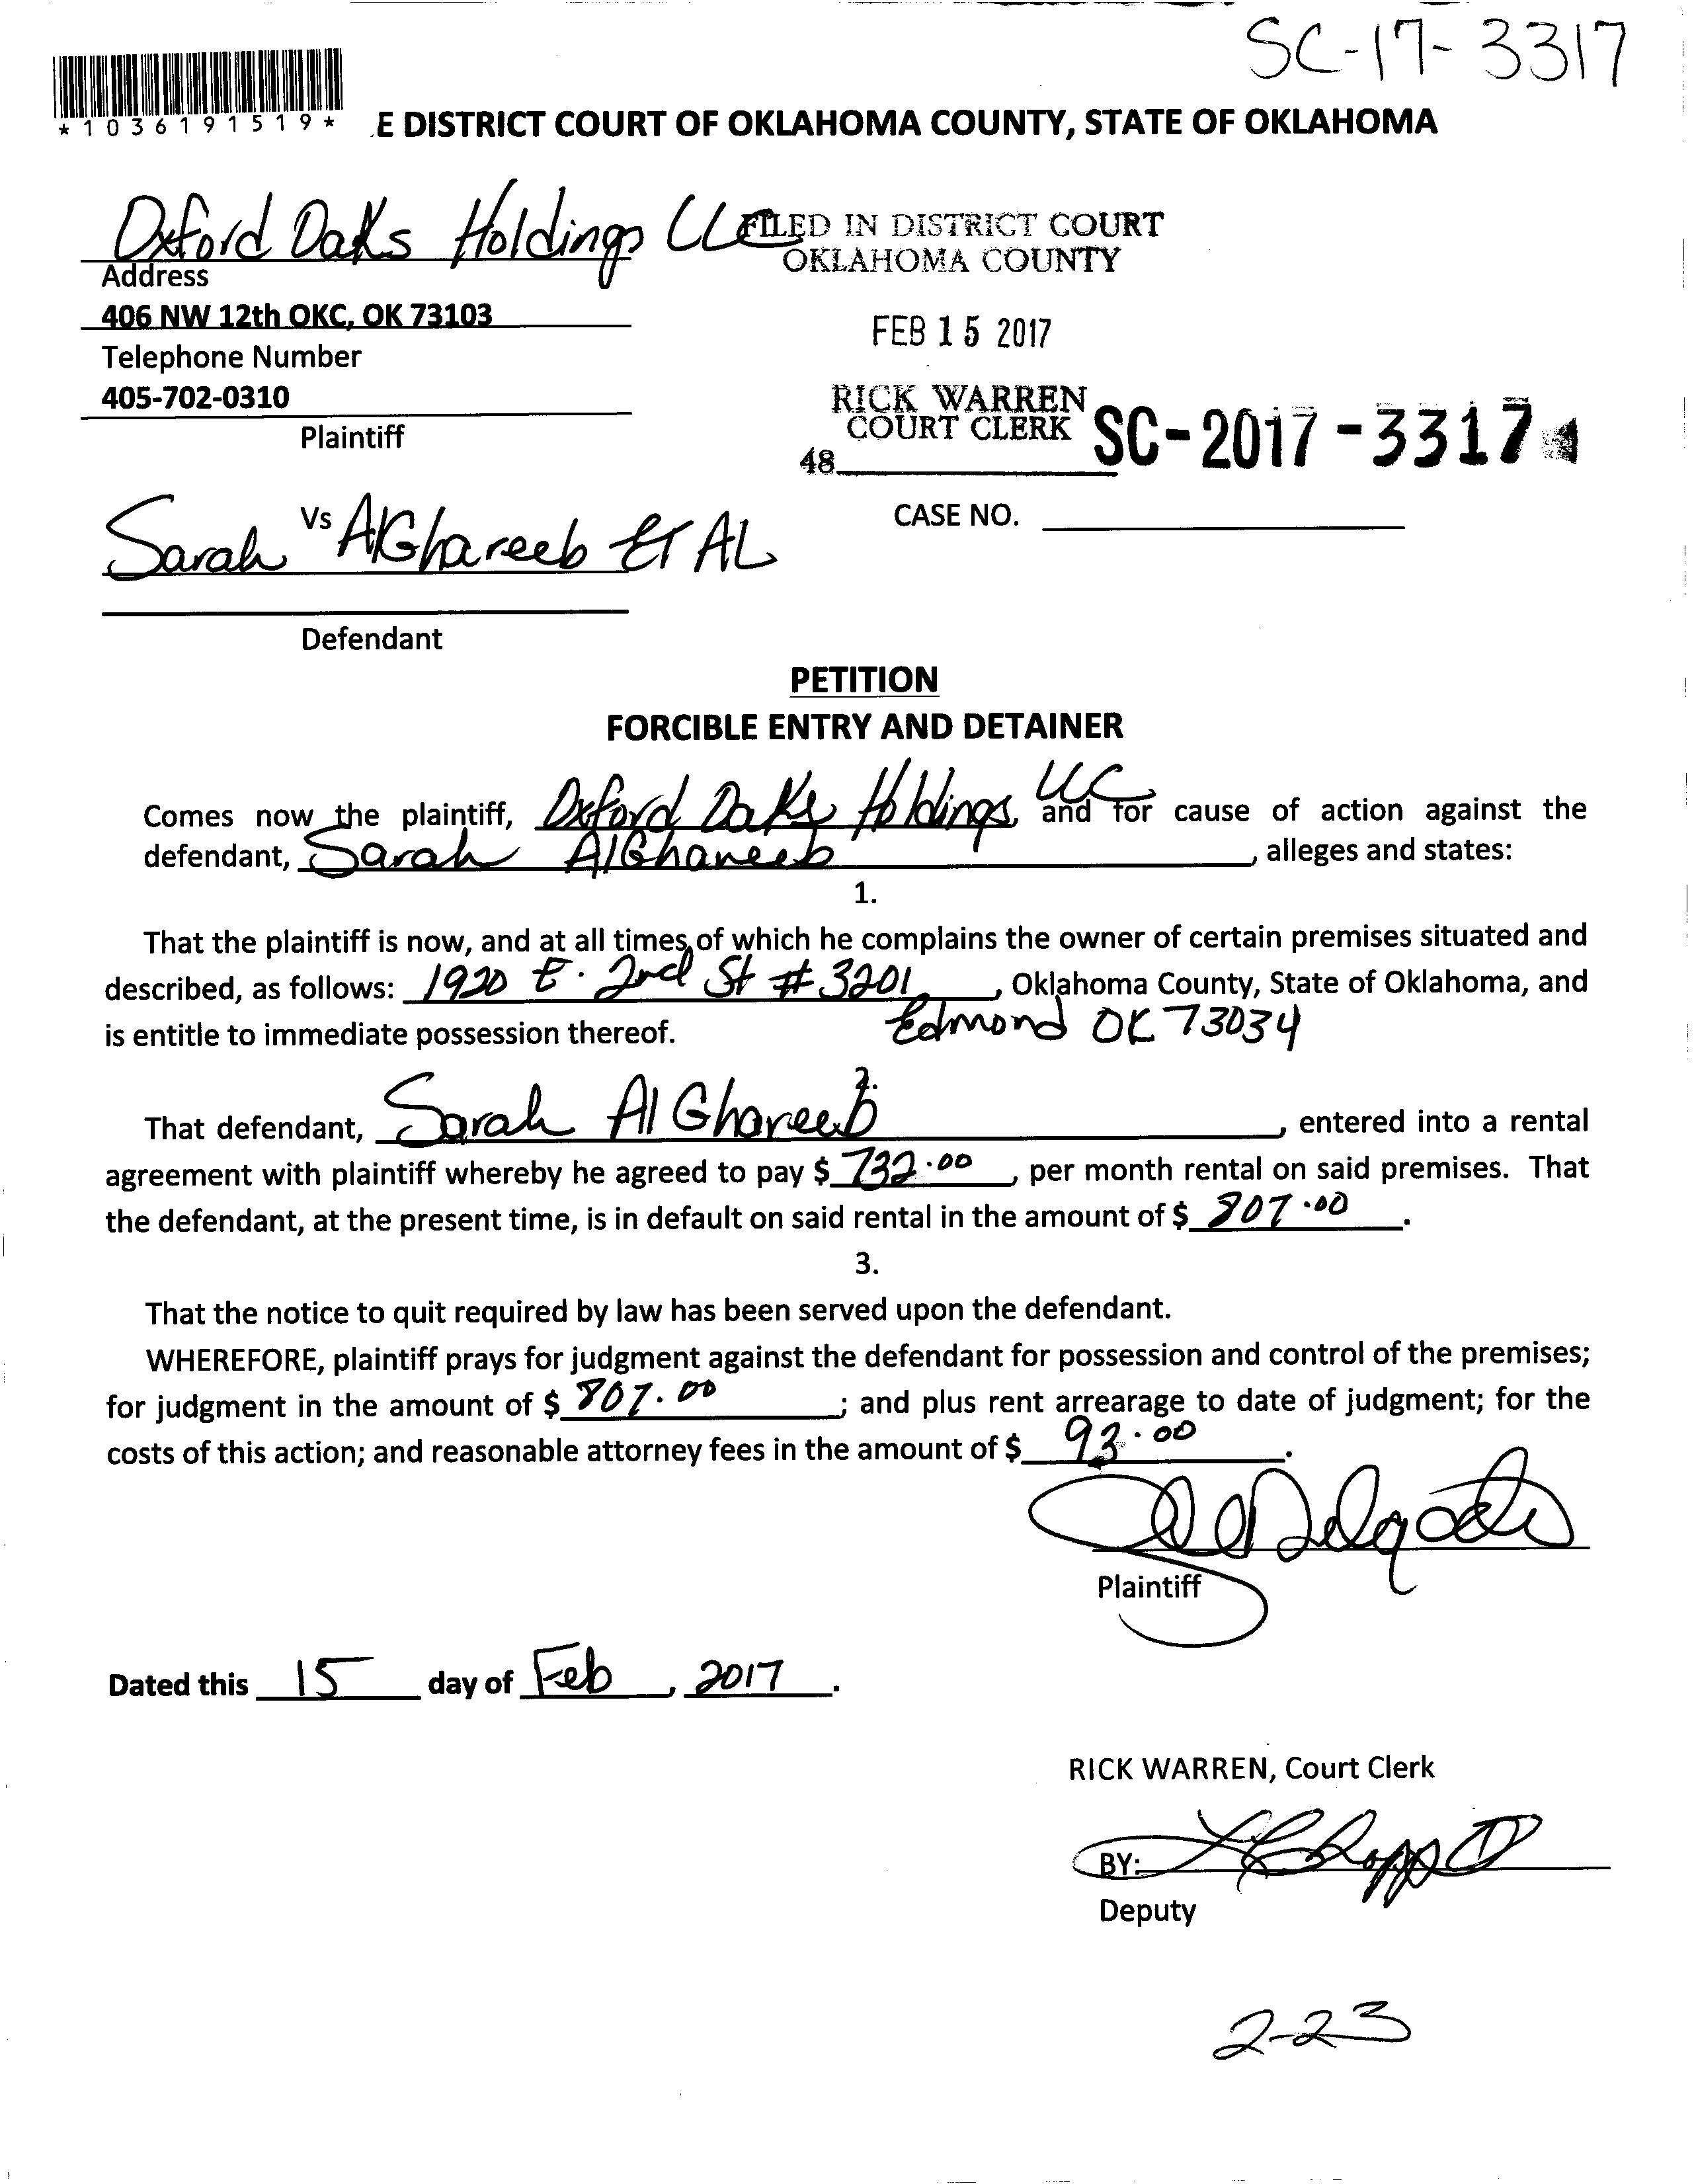 SC-17-3317
*1036191519*
E DISTRICT COURT OF OKLAHOMA COUNTY, STATE OF OKLAHOMA
Oxford Oaks Holdings LLC
FILED IN DISTRICT COURT
OKLAHOMA COUNTY
Address
406 NW 12th OKC, OK 73103
FEB 15 2017
Telephone Number
405-702-0310
RICK WARREN
COURT CLERK
SC-2017-3317
Plaintiff
48
Vs
CASE NO.
Sarah AlGhareeb ET AL
Defendant
PETITION
FORCIBLE ENTRY AND DETAINER
Comes now the plaintiff, Oxford Oaks Holdings, LLC and for cause of action against the
defendant, Sarah AlGhareeb, alleges and states:
1.
That the plaintiff is now, and at all times of which he complains the owner of certain premises situated and
described, as follows: 1920 E. 2nd St # 3201, Oklahoma County, State of Oklahoma, and
is entitle to immediate possession thereof. Edmond OK 73034
2.
That defendant, Sarah AlGhareeb, entered into a rental
agreement with plaintiff whereby he agreed to pay $ 732.00, per month rental on said premises. That
the defendant, at the present time, is in default on said rental in the amount of $ 807.00.
3.
That the notice to quit required by law has been served upon the defendant.
WHEREFORE, plaintiff prays for judgment against the defendant for possession and control of the premises;
for judgment in the amount of $ 807.00; and plus rent arrearage to date of judgment; for the
costs of this action; and reasonable attorney fees in the amount of $ 93.00.
Plaintiff
Dated this 15 day of Feb, 2017.
RICK WARREN, Court Clerk
BY:
Deputy
2-23